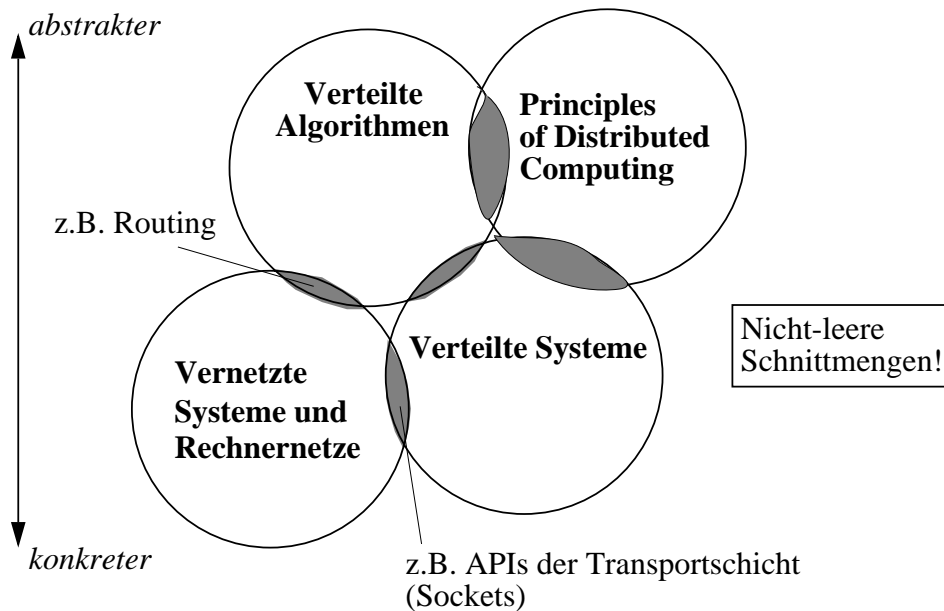 abstrakter
Verteilte
Algorithmen
Principles
of Distributed
Computing
z.B. Routing
Verteilte Systeme
Nicht-leere
Schnittmengen!
Vernetzte
Systeme und
Rechnernetze
konkreter
z.B. APIs der Transportschicht
(Sockets)